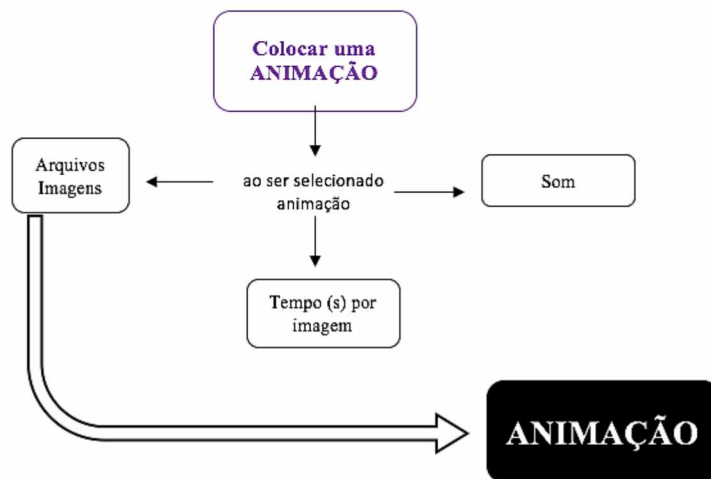 Colocar uma
ANIMAÇÃO
Arquivos
Imagens
ao ser selecionado
animação
Som
Tempo (s) por
imagem
ANIMAÇÃO